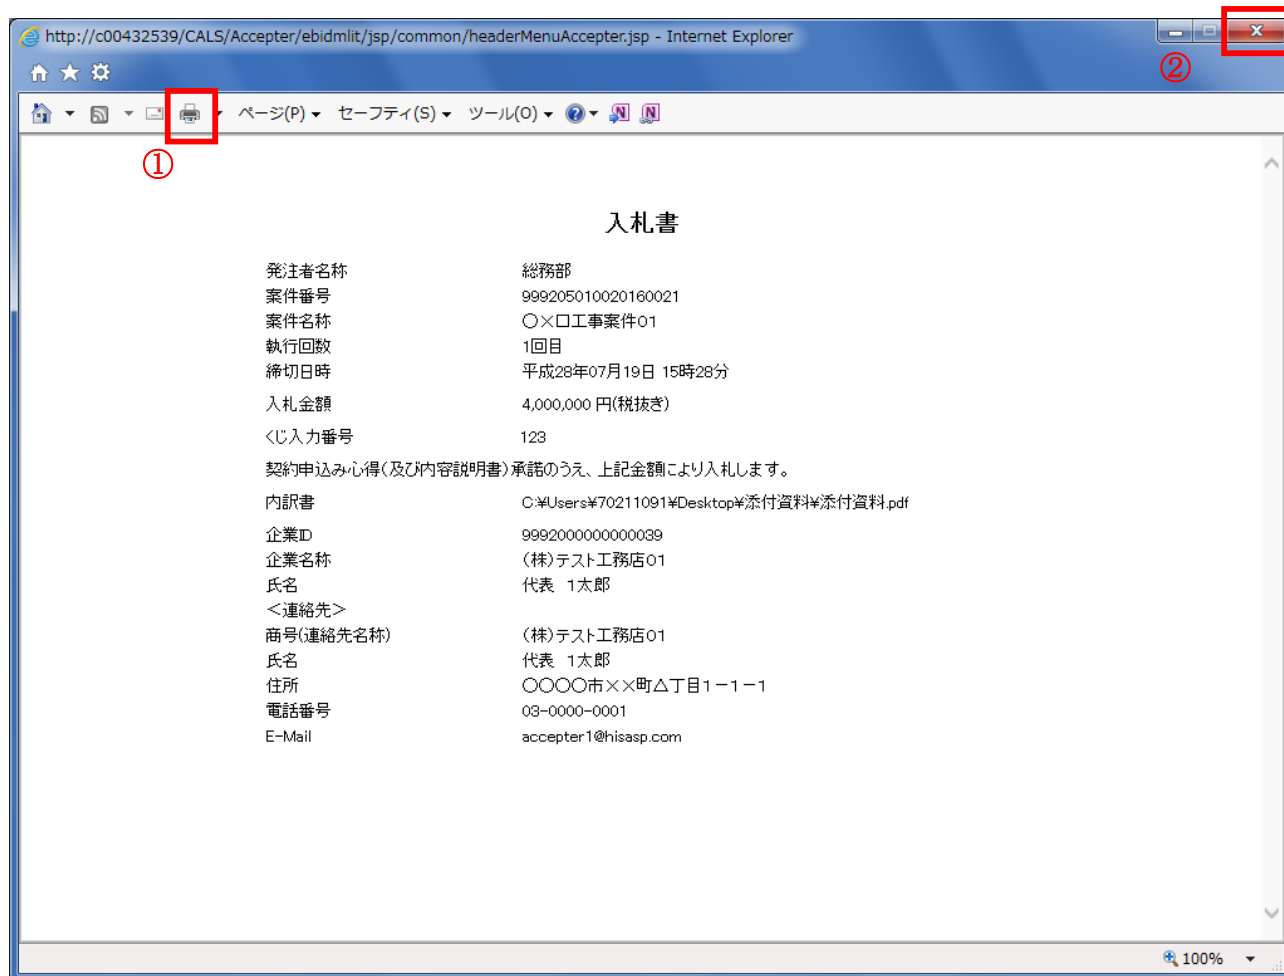 http://c00432539/CALS/Accepter/ebidmlit/jsp/common/headerMenuAccepter.jsp - Internet Explorer
②
ページ(P) セーフティ(S) ツール(O)
①
入札書
発注者名称 総務部
案件番号 999205010020160021
案件名称 〇×口工事案件01
執行回数 1回目
締切日時 平成28年07月19日 15時28分
入札金額 4,000,000 円(税抜き)
くじ入力番号 123
契約申込み心得(及び内容説明書)承諾のうえ、上記金額により入札します。
内訳書 C:¥Users¥70211091¥Desktop¥添付資料¥添付資料.pdf
企業ID 9992000000000039
企業名称 (株)テスト工務店01
氏名 代表 1太郎
＜連絡先＞
商号(連絡先名称) (株)テスト工務店01
氏名 代表 1太郎
住所 〇〇〇〇市××町△丁目1－1－1
電話番号 03-0000-0001
E-Mail accepter1@hisasp.com
100%